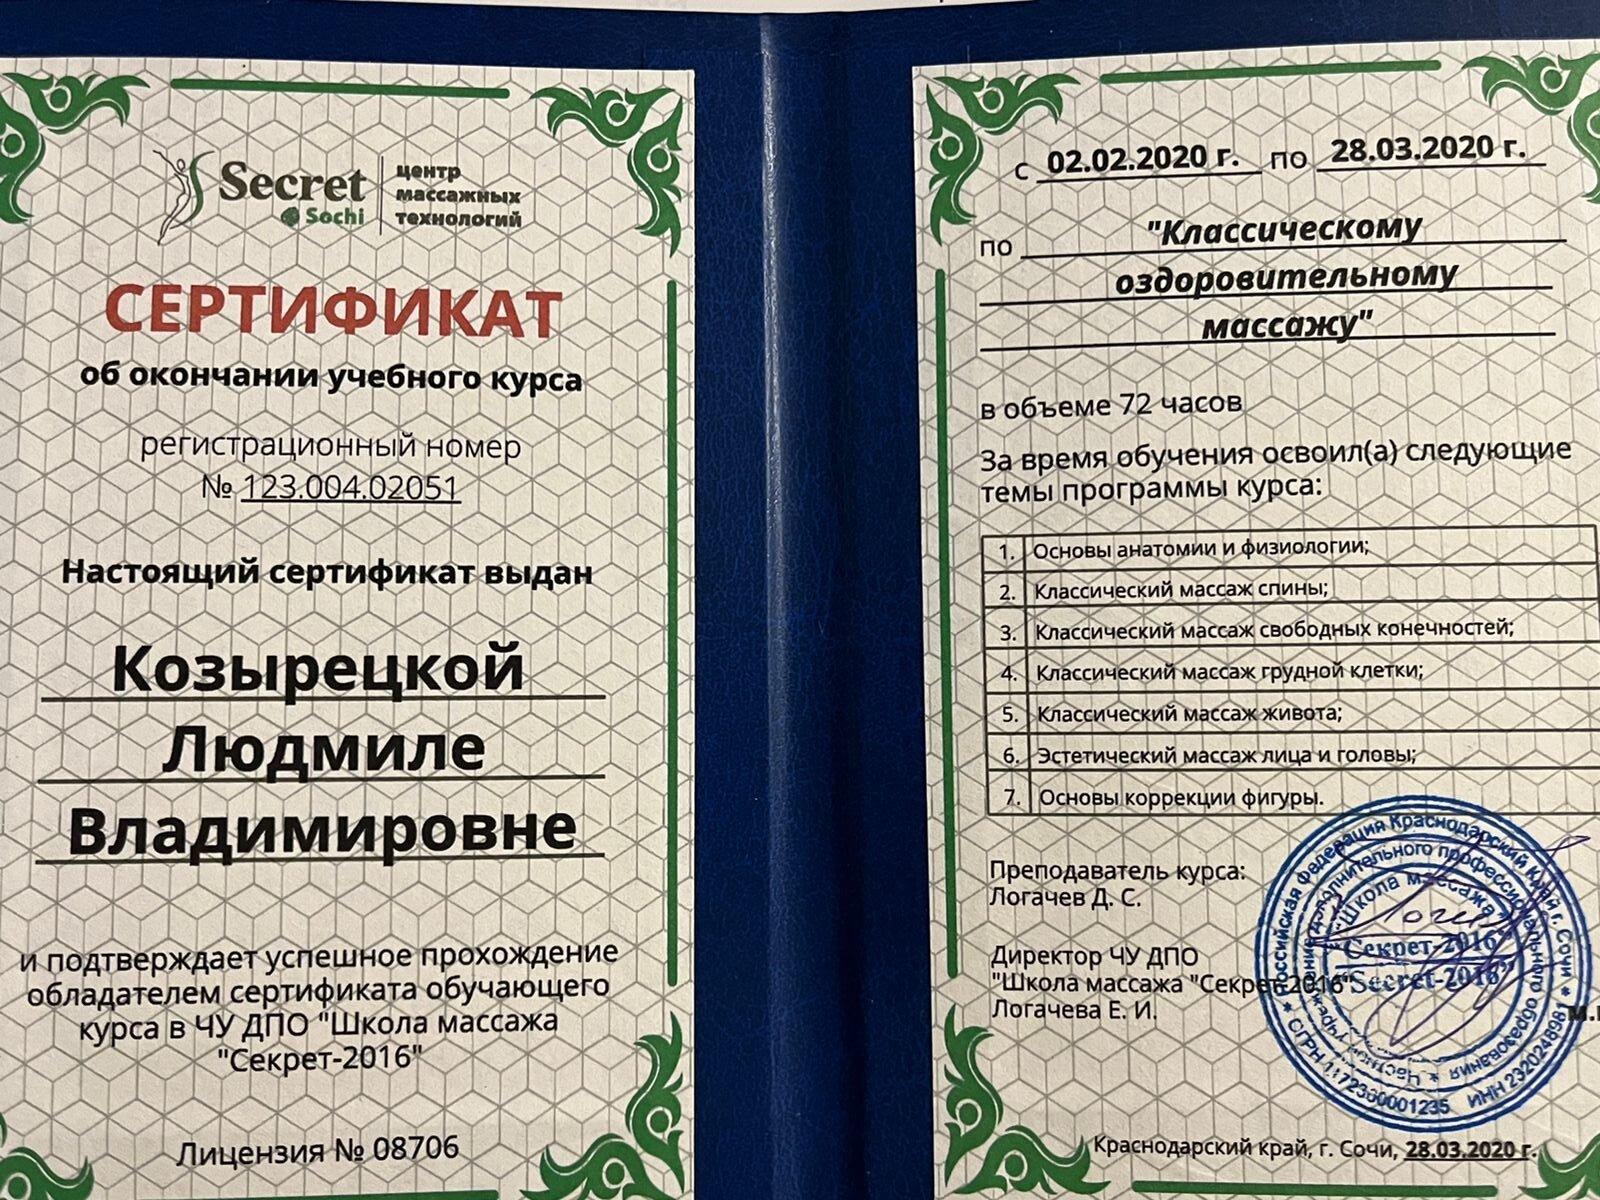 Secret
Sochi
центр
массажных
технологий
СЕРТИФИКАТ
об окончании учебного курса
регистрационный номер
№ 123.004.02051
Настоящий сертификат выдан
Козырецкой
Людмиле
Владимировне
и подтверждает успешное прохождение
обладателем сертификата обучающего
курса в ЧУ ДПО "Школа массажа
"Секрет-2016"
Лицензия № 08706
с 02.02.2020 г. по 28.03.2020 г.
по "Классическому
оздоровительному
массажу"
в объеме 72 часов
За время обучения освоил(а) следующие
темы программы курса:
1. Основы анатомии и физиологии;
2. Классический массаж спины;
3. Классический массаж свободных конечностей;
4. Классический массаж грудной клетки;
5. Классический массаж живота;
6. Эстетический массаж лица и головы;
7. Основы коррекции фигуры.
Преподаватель курса:
Логачев Д. С.
Директор ЧУ ДПО
"Школа массажа "Секрет-2016"
Логачева Е. И.
Российская Федерация Краснодарский край г. Сочи
дополнительного профессионального образования
"Школа массажа
Секрет-2016"
"Secret-2016"
ИНН 2320248981
Краснодарский край, г. Сочи, 28.03.2020 г.